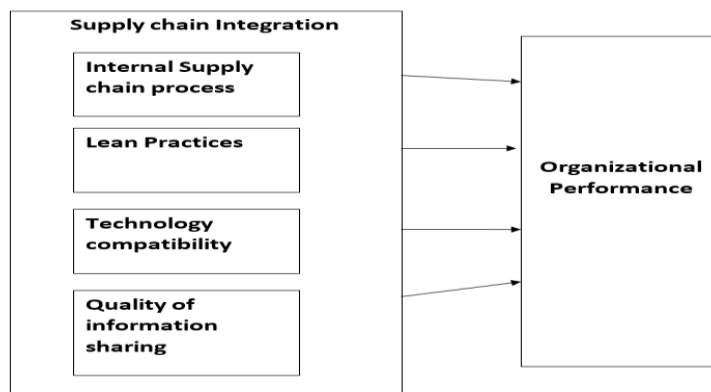 Supply chain Integration
Internal Supply
chain process
Lean Practices
Technology
compatibility
Quality of
information
sharing
Organizational
Performance